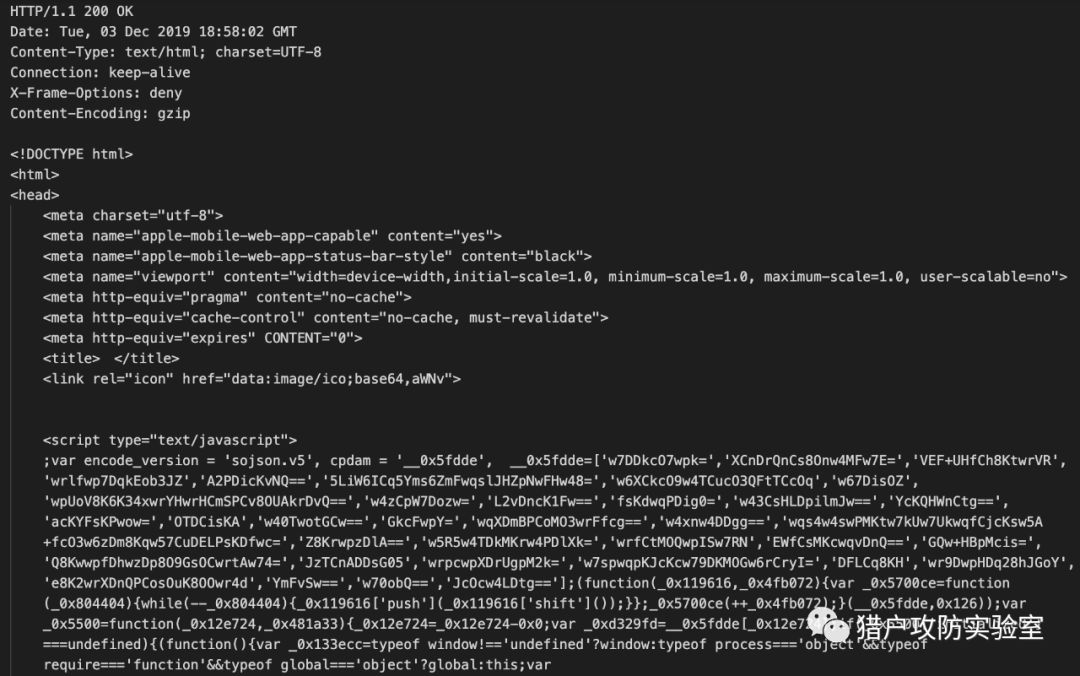 HTTP/1.1 200 OK
Date: Tue, 03 Dec 2019 18:58:02 GMT
Content-Type: text/html; charset=UTF-8
Connection: keep-alive
X-Frame-Options: deny
Content-Encoding: gzip
<!DOCTYPE html>
<html>
<head>
<meta charset="utf-8">
<meta name="apple-mobile-web-app-capable" content="yes">
<meta name="apple-mobile-web-app-status-bar-style" content="black">
<meta name="viewport" content="width=device-width,initial-scale=1.0, minimum-scale=1.0, maximum-scale=1.0, user-scalable=no">
<meta http-equiv="pragma" content="no-cache">
<meta http-equiv="cache-control" content="no-cache, must-revalidate">
<meta http-equiv="expires" CONTENT="0">
<title> </title>
<link rel="icon" href="data:image/ico;base64,aWNv">
<script type="text/javascript">
;var encode_version = 'sojson.v5', cpdam = '__0x5fdde',  __0x5fdde=['w7DDkcO7wpk=','XCnDrQnCs8Onw4MFw7E=','VEF+UHfCh8KtwrVR',
'wrlfwp7DqkEob3JZ','A2PDicKvNQ==','5LiW6ICq5Yms6ZmFwqslJHZpNwFHw48=','w6XCkcO9w4TCucO3QFtTCcOq','w67DisOZ',
'wpUoV8K6K34xwrYHwrHCmSPCv8OUAkrDvQ==','w4zCpW7Dozw=','L2vDncK1Fw==','fsKdwqPDig0=','w43CsHLDpilmJw==','YcKQHWnCtg==',
'acKYFsKPwow=','OTDCisKA','w40TwotGCw==','GkcFwpY=','wqXDmBPCoMO3wrFfcg==','w4xnw4DDgg==','wqs4w4swPMKtw7kUw7UkwqfCjcKsw5A
+fcO3w6zDm8Kqw57CuDELPsKDfwc=','Z8KrwpzDlA==','w5R5w4TDkMKrw4PDlXk=','wrfCtMOQwpISw7RN','EWfCsMKcwqvDnQ==','GQw+HBpMcis=',
'Q8KwwpfDhwzDp8O9GsOCwrtAw74=','JzTCnADDsG05','wrpcwpXDrUgpM2k=','w7spwqpKJcKcw79DKMOGw6rCryI=','DFLCq8KH','wr9DwpHDq28hJGoY',
'e8K2wrXDnQPCosOuK8OOwr4d','YmFvSw==','w70obQ==','JcOcw4LDtg=='];(function(_0x119616,_0x4fb072){var _0x5700ce=function
(_0x804404){while(--_0x804404){_0x119616['push'](_0x119616['shift']());}};_0x5700ce(++_0x4fb072);}(__0x5fdde,0x126));var
_0x5500=function(_0x12e724,_0x481a33){_0x12e724=_0x12e724-0x0;var _0xd329fd=__0x5fdde[_0x12e724
===undefined){(function(){var _0x133ecc=typeof window!=='undefined'?window:typeof process==='object'&&typeof
require==='function'&&typeof global==='object'?global:this;var
猎户攻防实验室